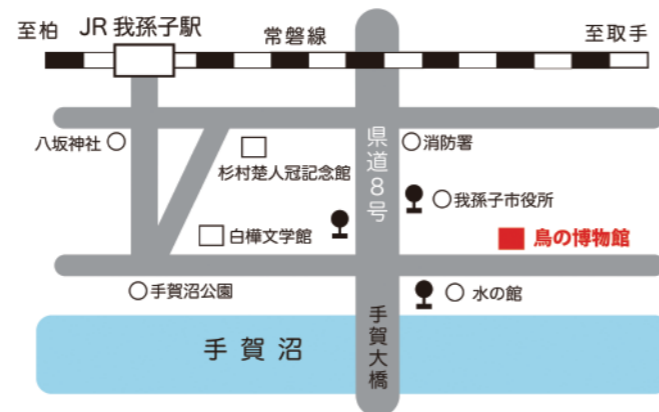 至柏
JR 我孫子駅
常磐線
至取手
八坂神社
杉村楚人冠記念館
県道8号
消防署
我孫子市役所
白樺文学館
鳥の博物館
手賀沼公園
水の館
手賀沼
手賀大橋